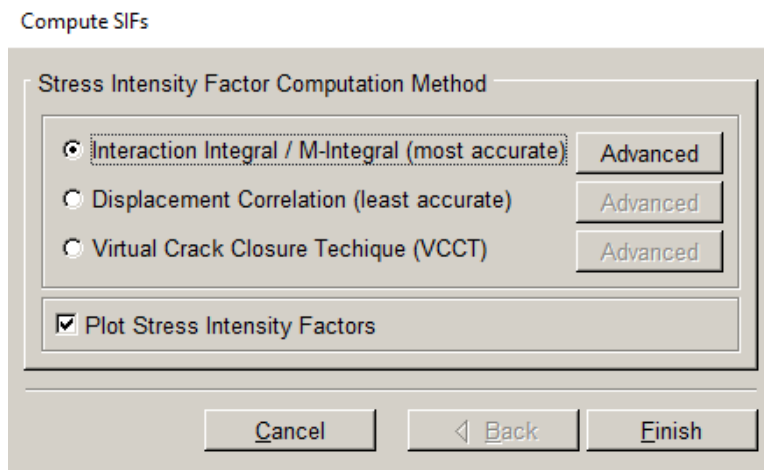 Compute SIFs
Stress Intensity Factor Computation Method
Interaction Integral / M-Integral (most accurate) Advanced
Displacement Correlation (least accurate) Advanced
Virtual Crack Closure Techique (VCCT) Advanced
Plot Stress Intensity Factors
Cancel Back Finish